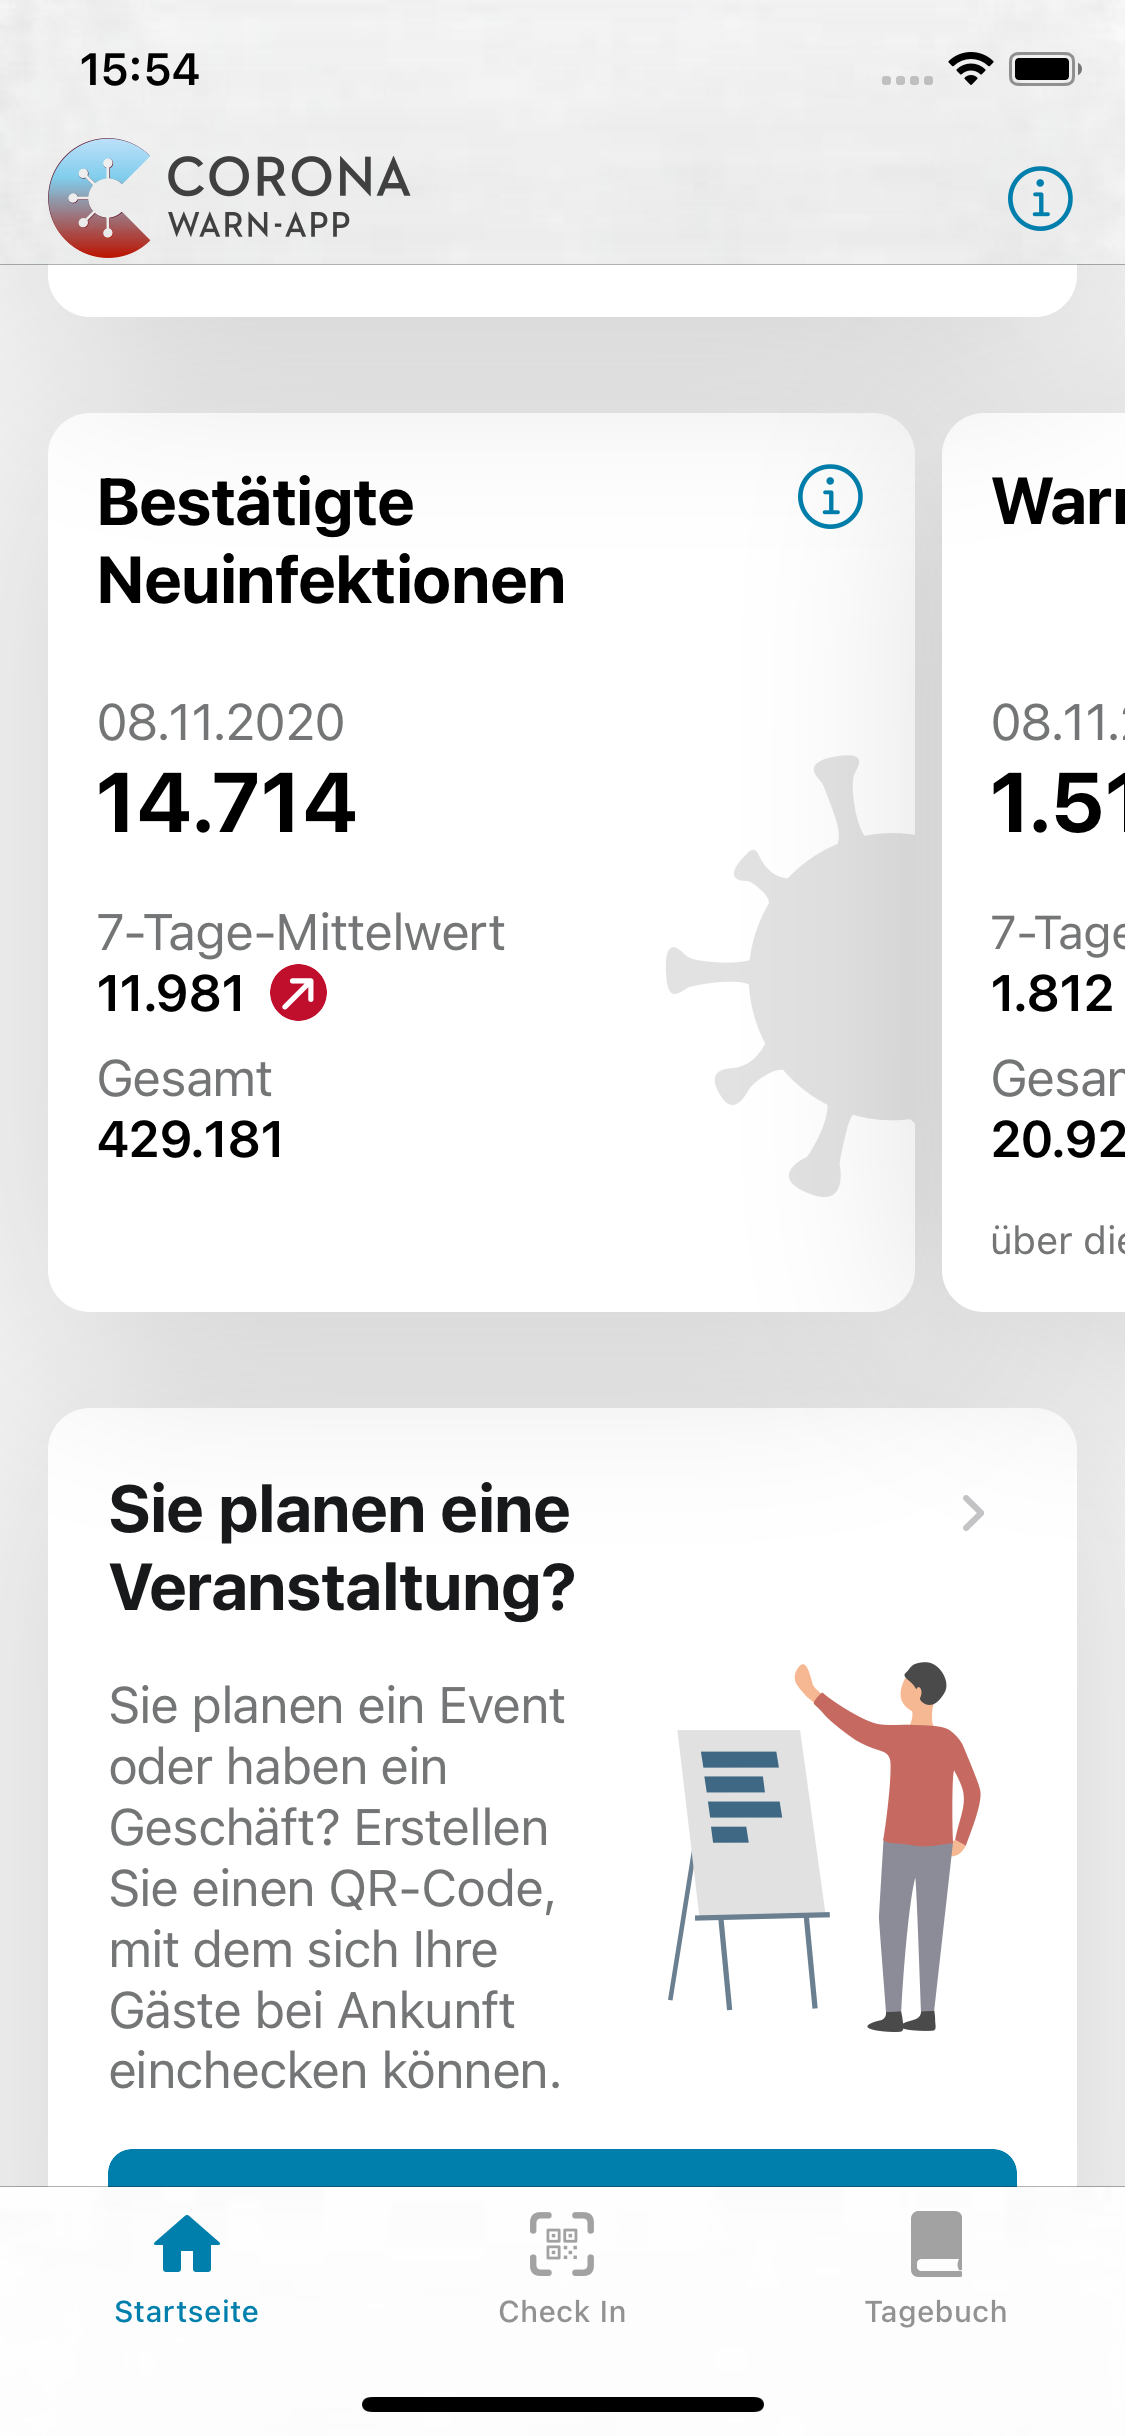 15:54
CORONA
WARN-APP
Bestätigte
Neuinfektionen
08.11.2020
14.714
7-Tage-Mittelwert
11.981
Gesamt
429.181
08.11.
1.51
7-Tage
1.812
20.92
über die
Sie planen eine
Veranstaltung?
Sie planen ein Event
oder haben ein
Geschäft? Erstellen
Sie einen QR-Code,
mit dem sich Ihre
Gäste bei Ankunft
einchecken können.
Startseite
Check In
Tagebuch